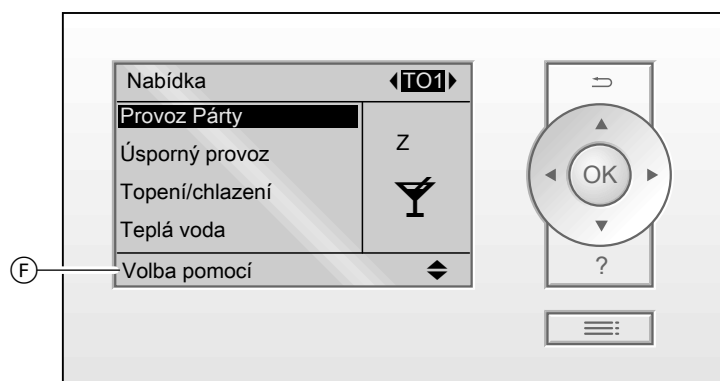 Nabídka TO1
Provoz Párty
Z
Úsporný provoz
Topení/chlazení
Teplá voda
Volba pomocí
F
OK
?